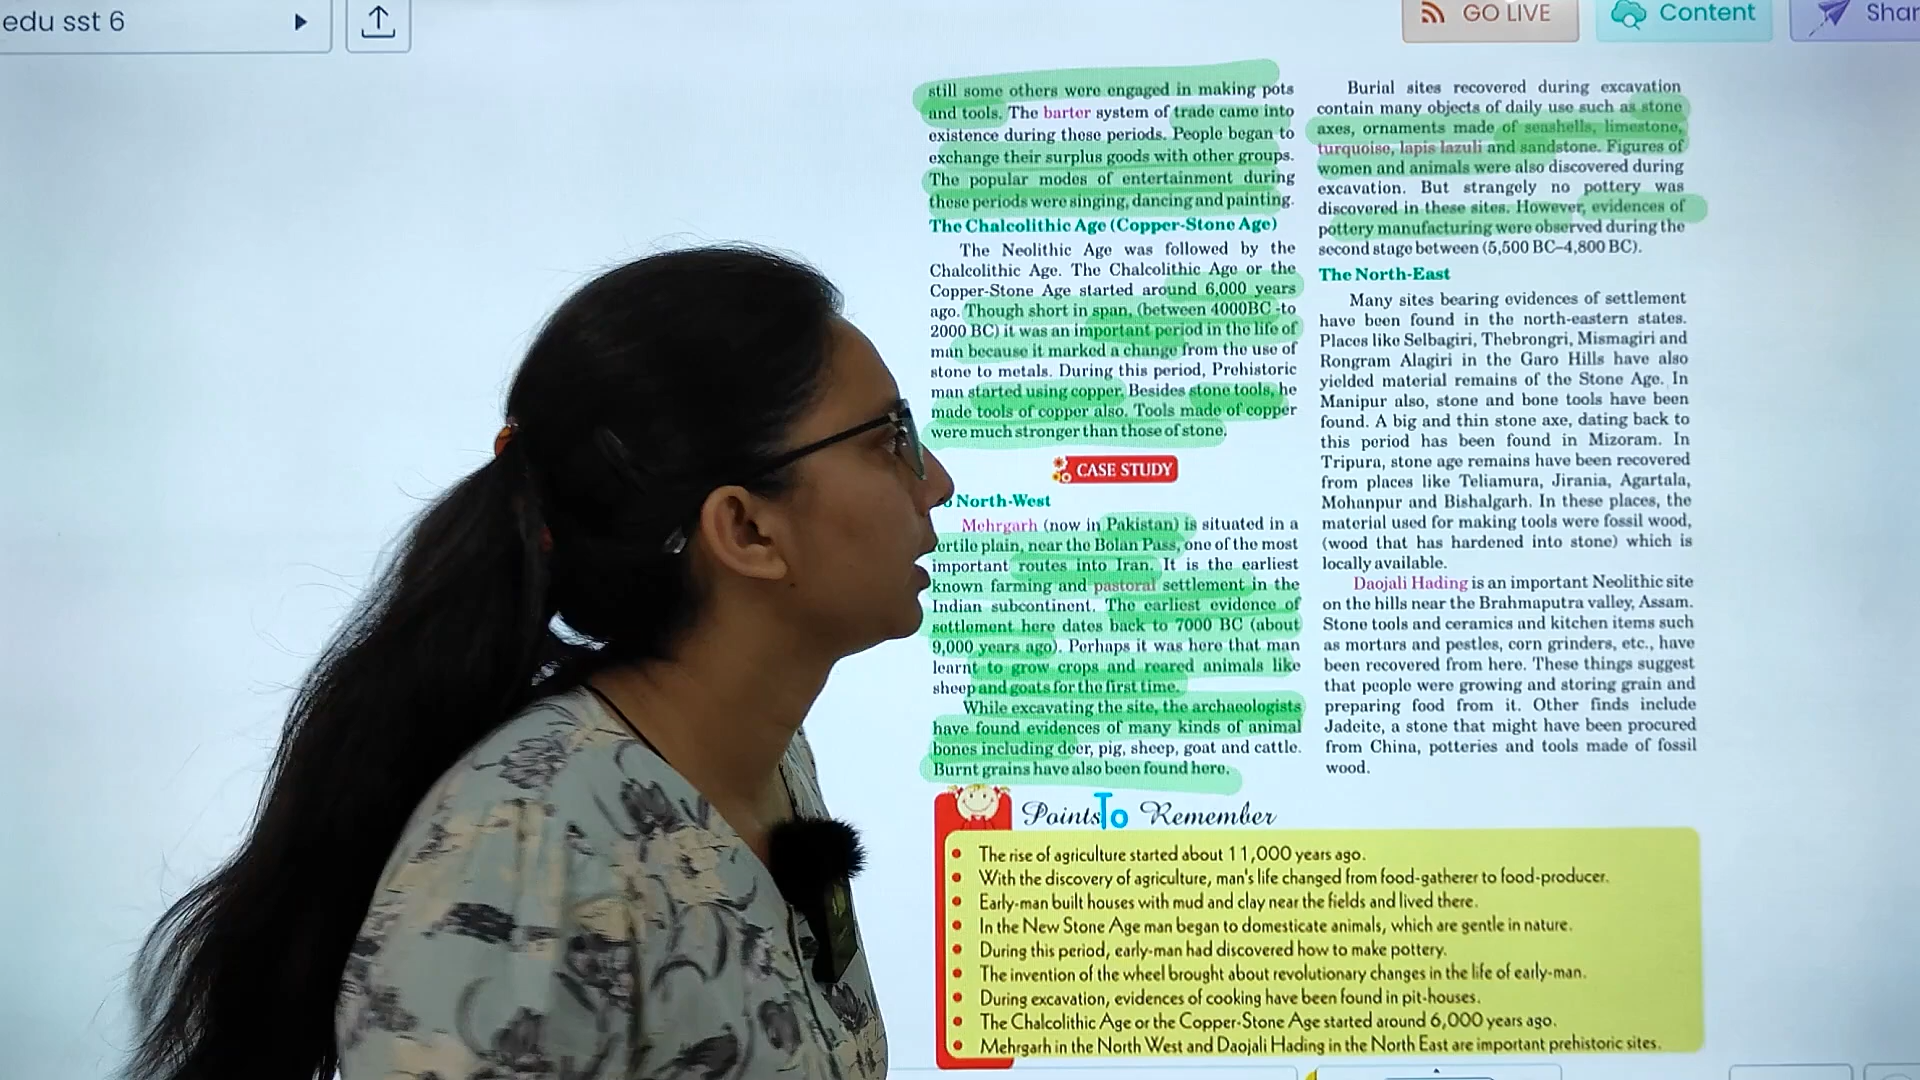 edu sst 6
GO LIVE
Content
Shar
still some others were engaged in making pots
and tools. The barter system of trade came into
existence during these periods. People began to
exchange their surplus goods with other groups.
The popular modes of entertainment during
these periods were singing, dancing and painting.
The Chalcolithic Age (Copper-Stone Age)
The Neolithic Age was followed by the
Chalcolithic Age. The Chalcolithic Age or the
Copper-Stone Age started around 6,000 years
ago. Though short in span, (between 4000BC -to
2000 BC) it was an important period in the life of
man because it marked a change from the use of
stone to metals. During this period, Prehistoric
man started using copper. Besides stone tools, he
made tools of copper also. Tools made of copper
were much stronger than those of stone.
CASE STUDY
North-West
Mehrgarh (now in Pakistan) is situated in a
ertile plain, near the Bolan Pass, one of the most
important routes into Iran. It is the earliest
known farming and pastoral settlement in the
Indian subcontinent. The earliest evidence of
settlement here dates back to 7000 BC (about
9,000 years ago). Perhaps it was here that man
learnt to grow crops and reared animals like
sheep and goats for the first time.
While excavating the site, the archaeologists
have found evidences of many kinds of animal
bones including deer, pig, sheep, goat and cattle.
Burnt grains have also been found here.
Burial sites recovered during excavation
contain many objects of daily use such as stone
axes, ornaments made of seashells, limestone,
turquoise, lapis lazuli and sandstone. Figures of
women and animals were also discovered during
excavation. But strangely no pottery was
discovered in these sites. However, evidences of
pottery manufacturing were observed during the
second stage between (5,500 BC–4,800 BC).
The North-East
Many sites bearing evidences of settlement
have been found in the north-eastern states.
Places like Selbagiri, Thebrongri, Mismagiri and
Rongram Alagiri in the Garo Hills have also
yielded material remains of the Stone Age. In
Manipur also, stone and bone tools have been
found. A big and thin stone axe, dating back to
this period has been found in Mizoram. In
Tripura, stone age remains have been recovered
from places like Teliamura, Jirania, Agartala,
Mohanpur and Bishalgarh. In these places, the
material used for making tools were fossil wood,
(wood that has hardened into stone) which is
locally available.
Daojali Hading is an important Neolithic site
on the hills near the Brahmaputra valley, Assam.
Stone tools and ceramics and kitchen items such
as mortars and pestles, corn grinders, etc., have
been recovered from here. These things suggest
that people were growing and storing grain and
preparing food from it. Other finds include
Jadeite, a stone that might have been procured
from China, potteries and tools made of fossil
wood.
Points To Remember
The rise of agriculture started about 11,000 years ago.
With the discovery of agriculture, man's life changed from food-gatherer to food-producer.
Early-man built houses with mud and clay near the fields and lived there.
In the New Stone Age man began to domesticate animals, which are gentle in nature.
During this period, early-man had discovered how to make pottery.
The invention of the wheel brought about revolutionary changes in the life of early-man.
During excavation, evidences of cooking have been found in pit-houses.
The Chalcolithic Age or the Copper-Stone Age started around 6,000 years ago.
Mehrgarh in the North West and Daojali Hading in the North East are important prehistoric sites.